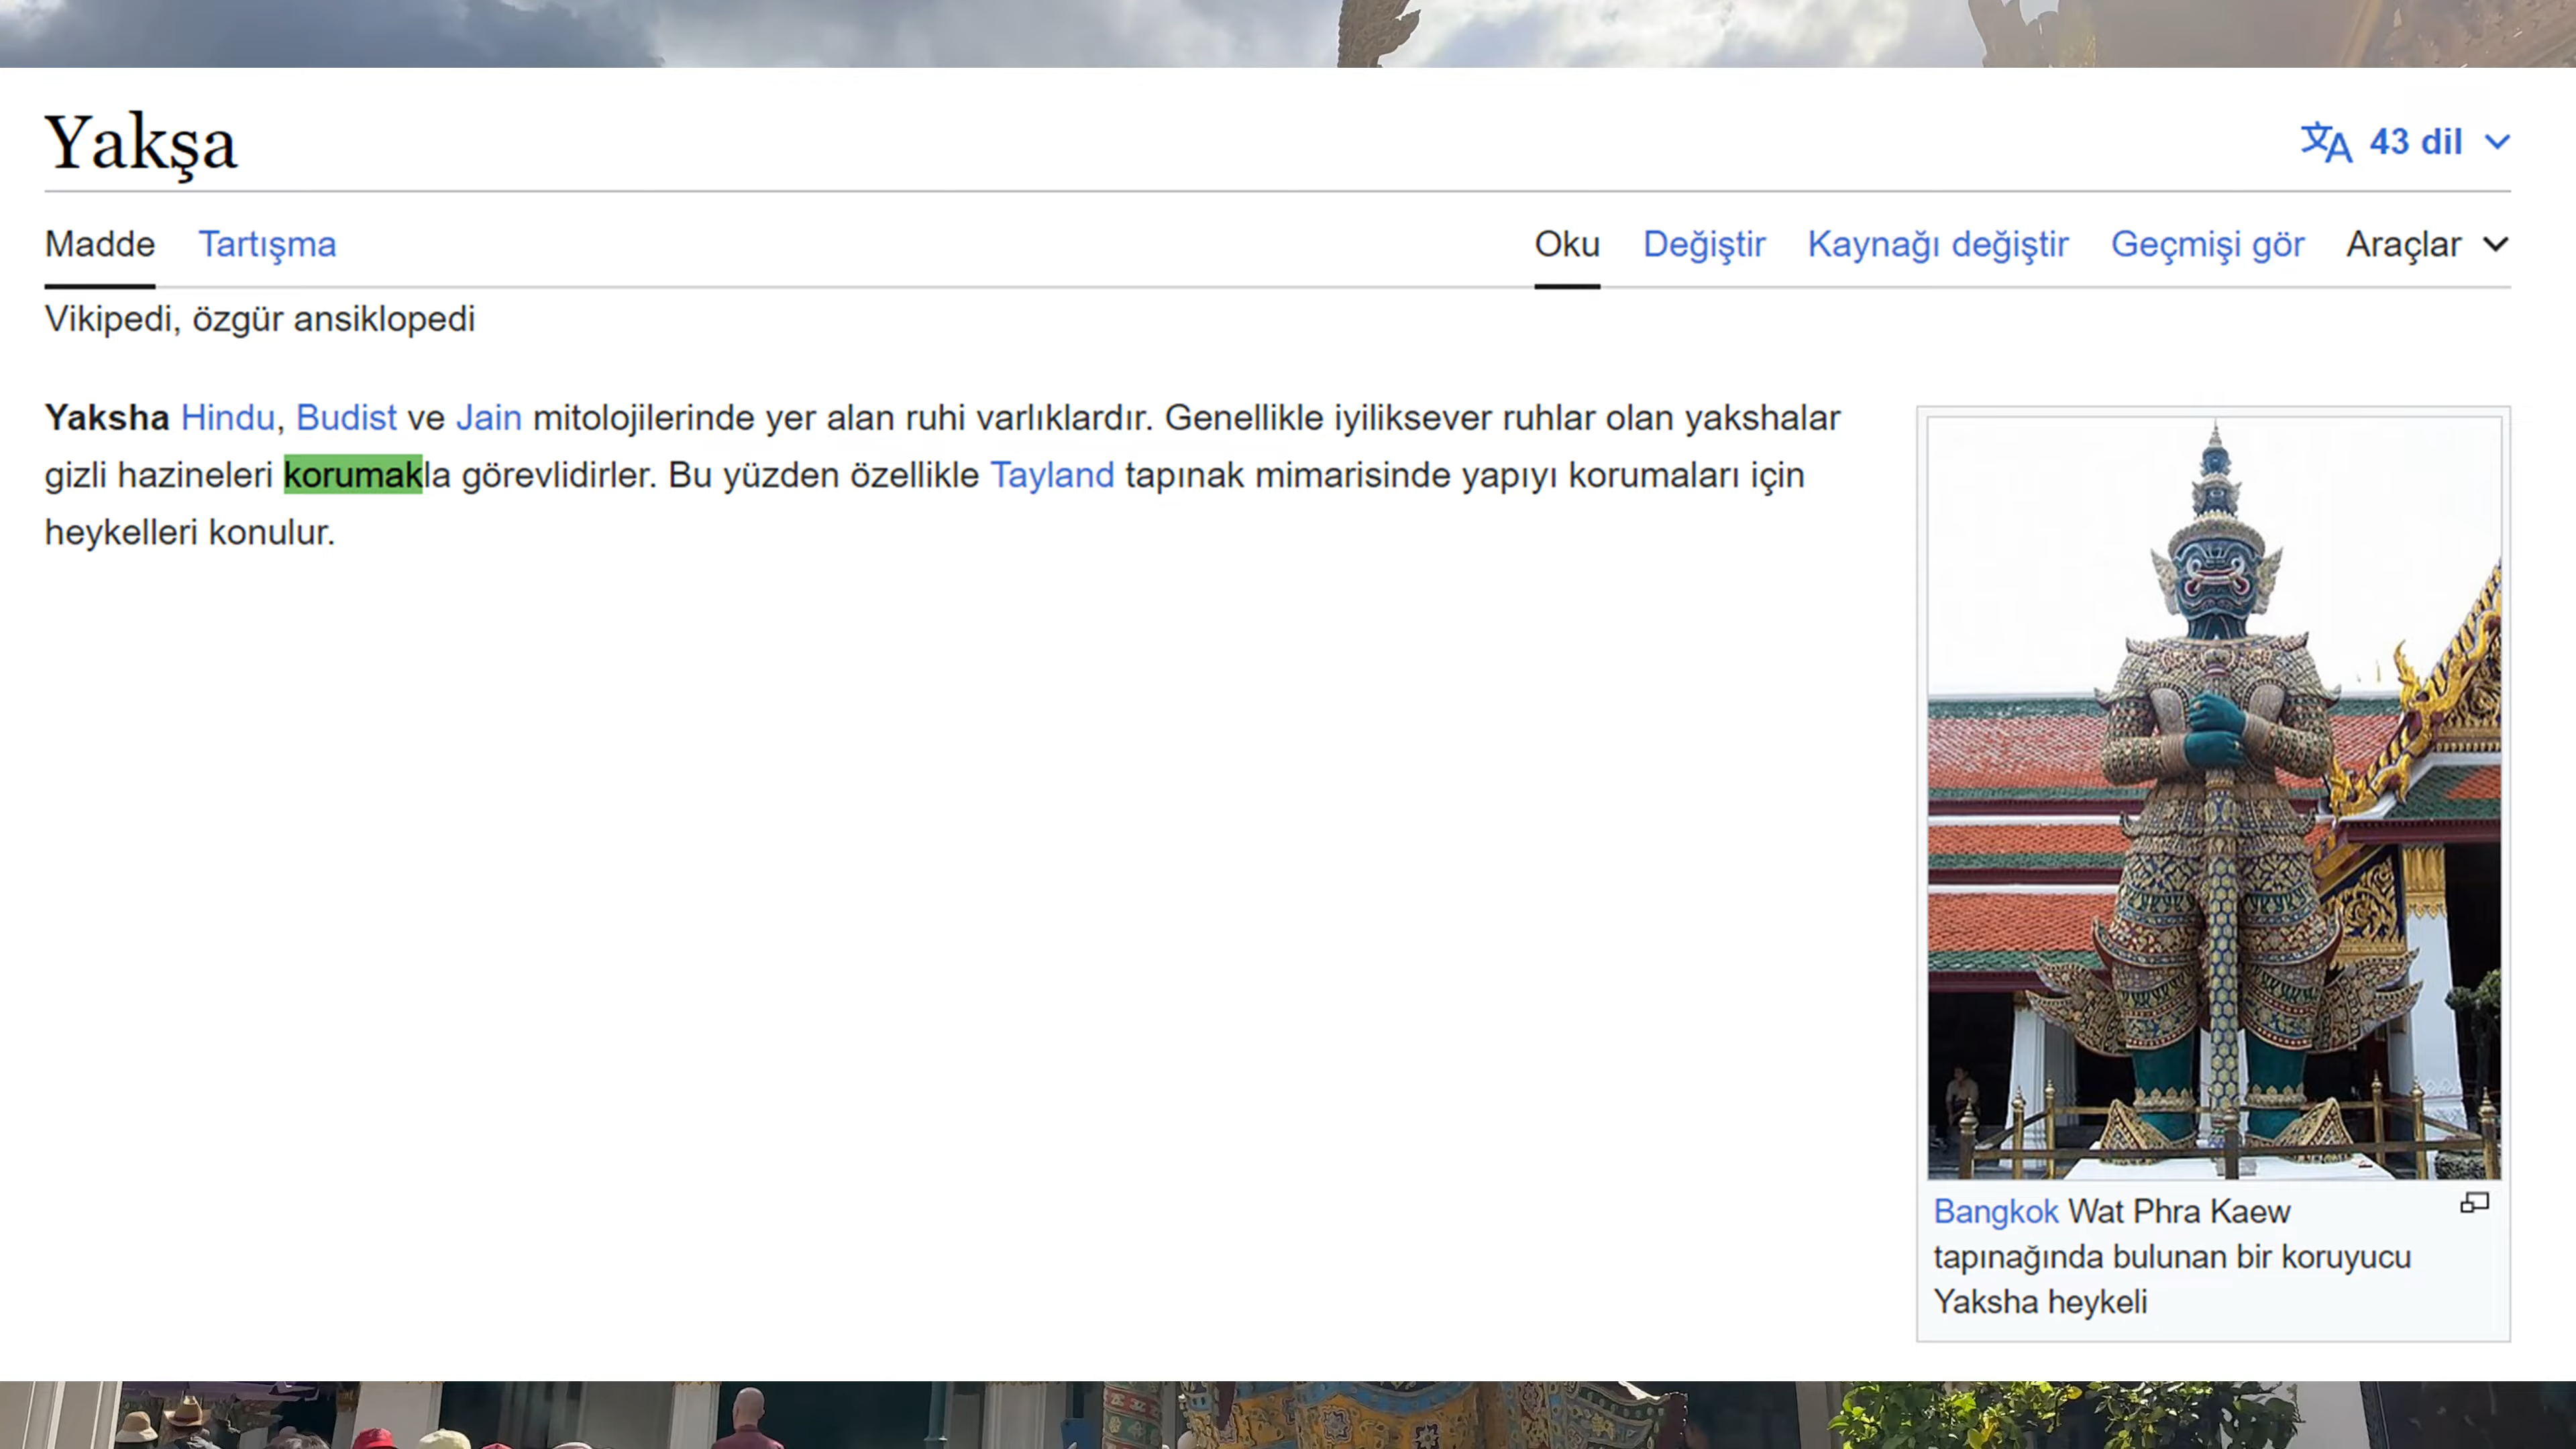 Yakşa
43 dil
Madde Tartışma Oku Değiştir Kaynağı değiştir Geçmişi gör Araçlar
Vikipedi, özgür ansiklopedi
Yaksha Hindu, Budist ve Jain mitolojilerinde yer alan ruhi varlıklardır. Genellikle iyiliksever ruhlar olan yakshalar
gizli hazineleri korumakla görevlidirler. Bu yüzden özellikle Tayland tapınak mimarisinde yapıyı korumaları için
heykelleri konulur.
Bangkok Wat Phra Kaew
tapınağında bulunan bir koruyucu
Yaksha heykeli